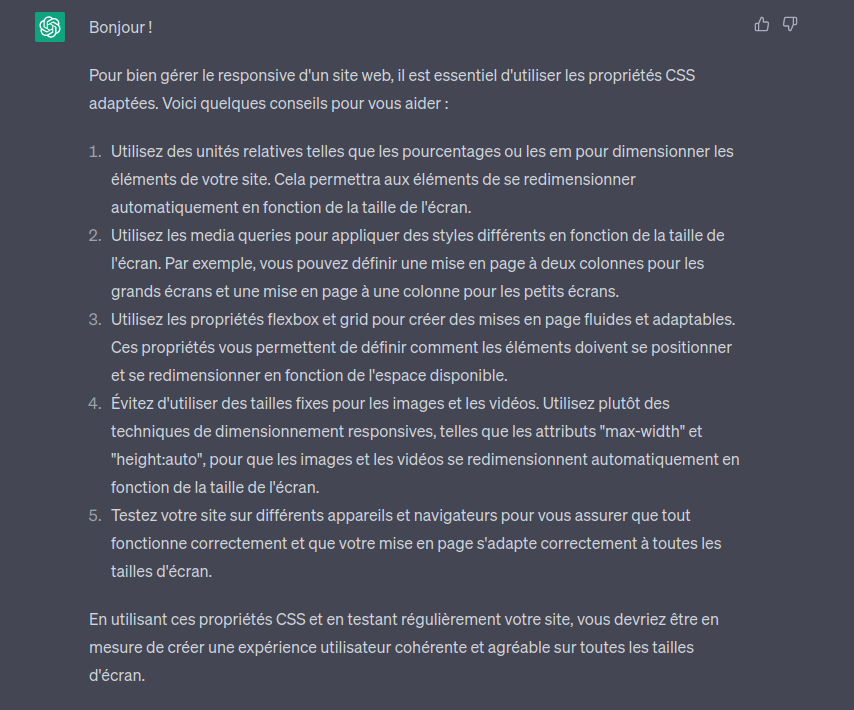 Bonjour !
Pour bien gérer le responsive d'un site web, il est essentiel d'utiliser les propriétés CSS
adaptées. Voici quelques conseils pour vous aider :
1. Utilisez des unités relatives telles que les pourcentages ou les em pour dimensionner les
éléments de votre site. Cela permettra aux éléments de se redimensionner
automatiquement en fonction de la taille de l'écran.
2. Utilisez les media queries pour appliquer des styles différents en fonction de la taille de
l'écran. Par exemple, vous pouvez définir une mise en page à deux colonnes pour les
grands écrans et une mise en page à une colonne pour les petits écrans.
3. Utilisez les propriétés flexbox et grid pour créer des mises en page fluides et adaptables.
Ces propriétés vous permettent de définir comment les éléments doivent se positionner
et se redimensionner en fonction de l'espace disponible.
4. Évitez d'utiliser des tailles fixes pour les images et les vidéos. Utilisez plutôt des
techniques de dimensionnement responsives, telles que les attributs "max-width" et
"height:auto", pour que les images et les vidéos se redimensionnent automatiquement en
fonction de la taille de l'écran.
5. Testez votre site sur différents appareils et navigateurs pour vous assurer que tout
fonctionne correctement et que votre mise en page s'adapte correctement à toutes les
tailles d'écran.
En utilisant ces propriétés CSS et en testant régulièrement votre site, vous devriez être en
mesure de créer une expérience utilisateur cohérente et agréable sur toutes les tailles
d'écran.